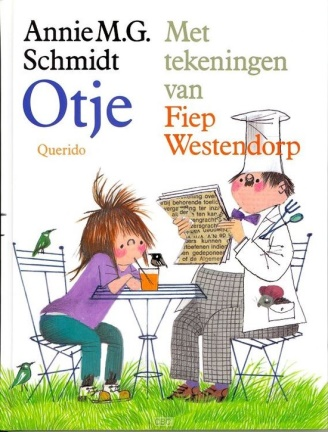 Annie M.G.
Schmidt
Otje
Querido
Met
tekeningen
van
Fiep
Westendorp